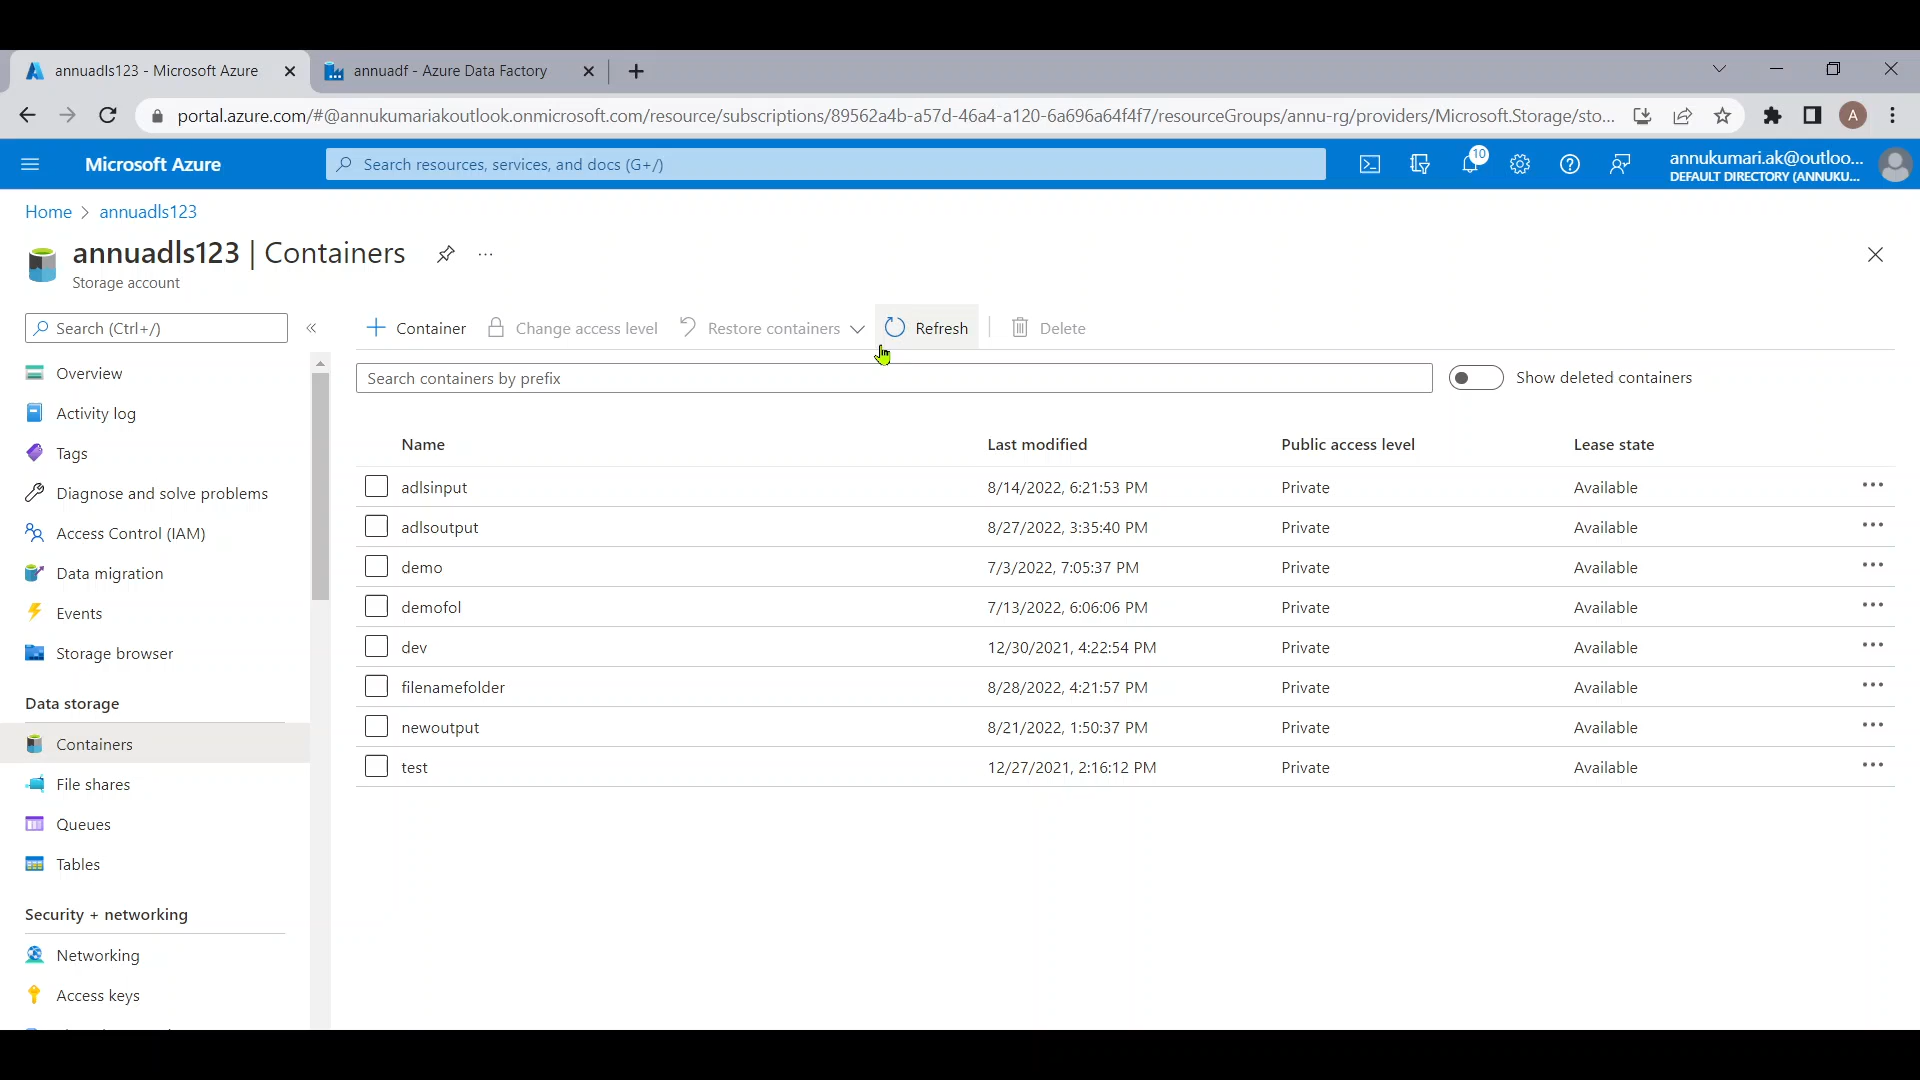 annuadls123 - Microsoft Azure
annuadf - Azure Data Factory
portal.azure.com/#@annukumariakoutlook.onmicrosoft.com/resource/subscriptions/89562a4b-a57d-46a4-a120-6a696a64f4f7/resourceGroups/annu-rg/providers/Microsoft.Storage/sto...
A
Microsoft Azure
Search resources, services, and docs (G+/)
10
annukumari.ak@outloo...
DEFAULT DIRECTORY (ANNUKU...
Home > annuadls123
annuadls123 | Containers
...
Storage account
Search (Ctrl+/)
«
Container
Change access level
Restore containers
Refresh
Delete
Search containers by prefix
Show deleted containers
Overview
Activity log
Tags
Diagnose and solve problems
Access Control (IAM)
Data migration
Events
Storage browser
Data storage
Containers
File shares
Queues
Tables
Security + networking
Networking
Access keys
Name Last modified Public access level Lease state
adlsinput 8/14/2022, 6:21:53 PM Private Available ...
adlsoutput 8/27/2022, 3:35:40 PM Private Available ...
demo 7/3/2022, 7:05:37 PM Private Available ...
demofol 7/13/2022, 6:06:06 PM Private Available ...
dev 12/30/2021, 4:22:54 PM Private Available ...
filenamefolder 8/28/2022, 4:21:57 PM Private Available ...
newoutput 8/21/2022, 1:50:37 PM Private Available ...
test 12/27/2021, 2:16:12 PM Private Available ...